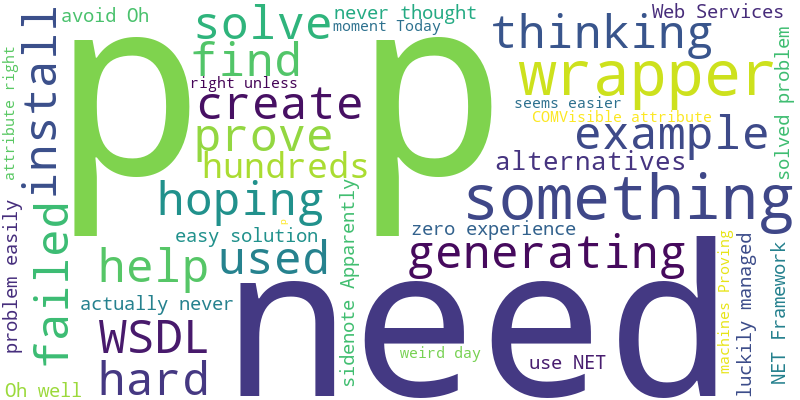 avoid Oh
solve
never thought
moment Today
Web Services
thinking
find
right unless
wrapper
p p
install
attribute right
create
seems easier
COMVisible attribute
solved problem
prove
example
hundreds
alternatives
hoping
something
p
easy solution
zero experience
problem easily
failed
help
used
sidenote Apparently
generating
machines Proving
luckily managed
NET Framework
actually never
need
WSDL
weird day
use NET
hard
Oh well